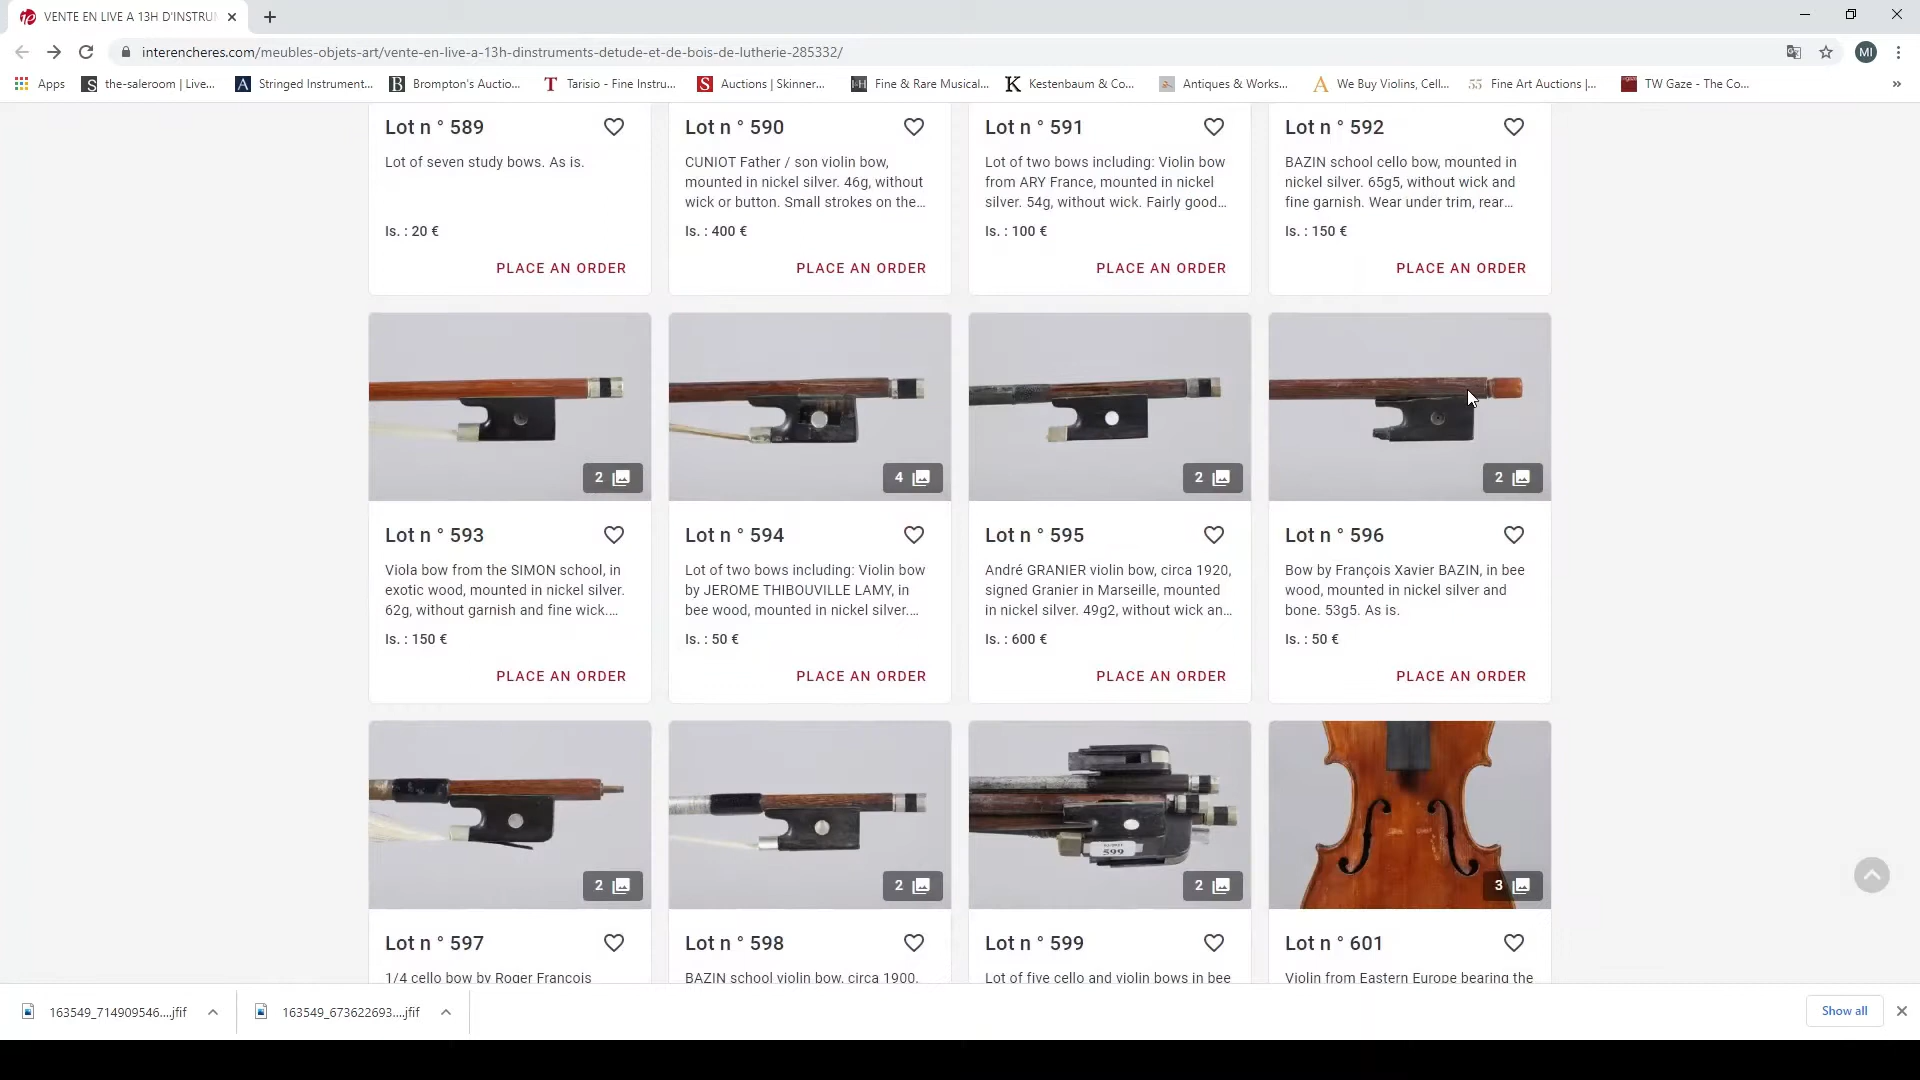 VENTE EN LIVE A 13H D'INSTRU
interencheres.com/meubles-objets-art/vente-en-live-a-13h-dinstruments-detude-et-de-bois-de-lutherie-285332/
MI
Apps
the-saleroom | Live...
Stringed Instrument...
Brompton's Auctio...
Tarisio - Fine Instru...
Auctions | Skinner...
Fine & Rare Musical...
Kestenbaum & Co...
Antiques & Works...
We Buy Violins, Cell...
Fine Art Auctions |...
TW Gaze - The Co...
»
Lot n ° 589
Lot of seven study bows. As is.
Is. : 20 €
PLACE AN ORDER
Lot n ° 590
CUNIOT Father / son violin bow,
mounted in nickel silver. 46g, without
wick or button. Small strokes on the...
Is. : 400 €
PLACE AN ORDER
Lot n ° 591
Lot of two bows including: Violin bow
from ARY France, mounted in nickel
silver. 54g, without wick. Fairly good...
Is. : 100 €
PLACE AN ORDER
Lot n ° 592
BAZIN school cello bow, mounted in
nickel silver. 65g5, without wick and
fine garnish. Wear under trim, rear...
Is. : 150 €
PLACE AN ORDER
2
Lot n ° 593
Viola bow from the SIMON school, in
exotic wood, mounted in nickel silver.
62g, without garnish and fine wick....
Is. : 150 €
PLACE AN ORDER
4
Lot n ° 594
Lot of two bows including: Violin bow
by JEROME THIBOUVILLE LAMY, in
bee wood, mounted in nickel silver....
Is. : 50 €
PLACE AN ORDER
2
Lot n ° 595
André GRANIER violin bow, circa 1920,
signed Granier in Marseille, mounted
in nickel silver. 49g2, without wick an...
Is. : 600 €
PLACE AN ORDER
2
Lot n ° 596
Bow by François Xavier BAZIN, in bee
wood, mounted in nickel silver and
bone. 53g5. As is.
Is. : 50 €
PLACE AN ORDER
2
Lot n ° 597
1/4 cello bow by Roger François
2
Lot n ° 598
BAZIN school violin bow, circa 1900,
599
2
Lot n ° 599
Lot of five cello and violin bows in bee
3
Lot n ° 601
Violin from Eastern Europe bearing the
163549_714909546....jfif
163549_673622693....jfif
Show all